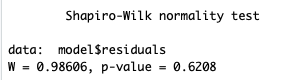 Shapiro-Wilk normality test
data:  model$residuals
W = 0.98606, p-value = 0.6208